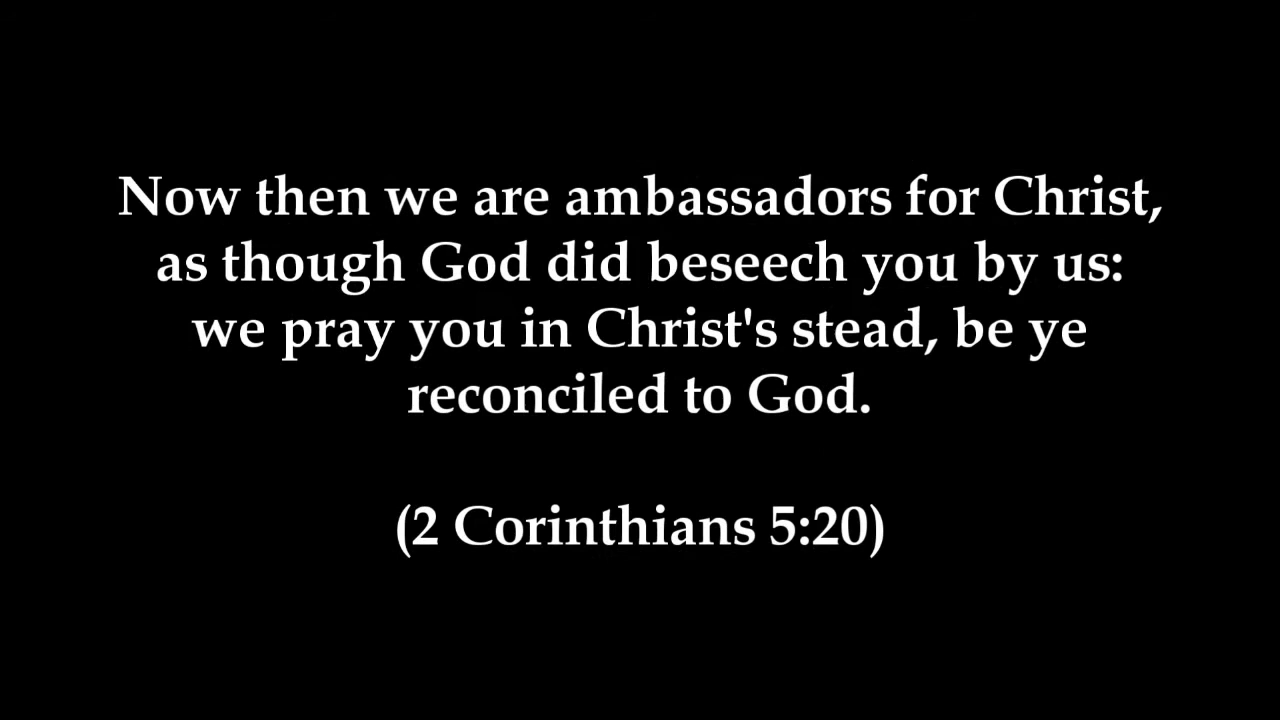 Now then we are ambassadors for Christ,
as though God did beseech you by us:
we pray you in Christ's stead, be ye
reconciled to God.
(2 Corinthians 5:20)